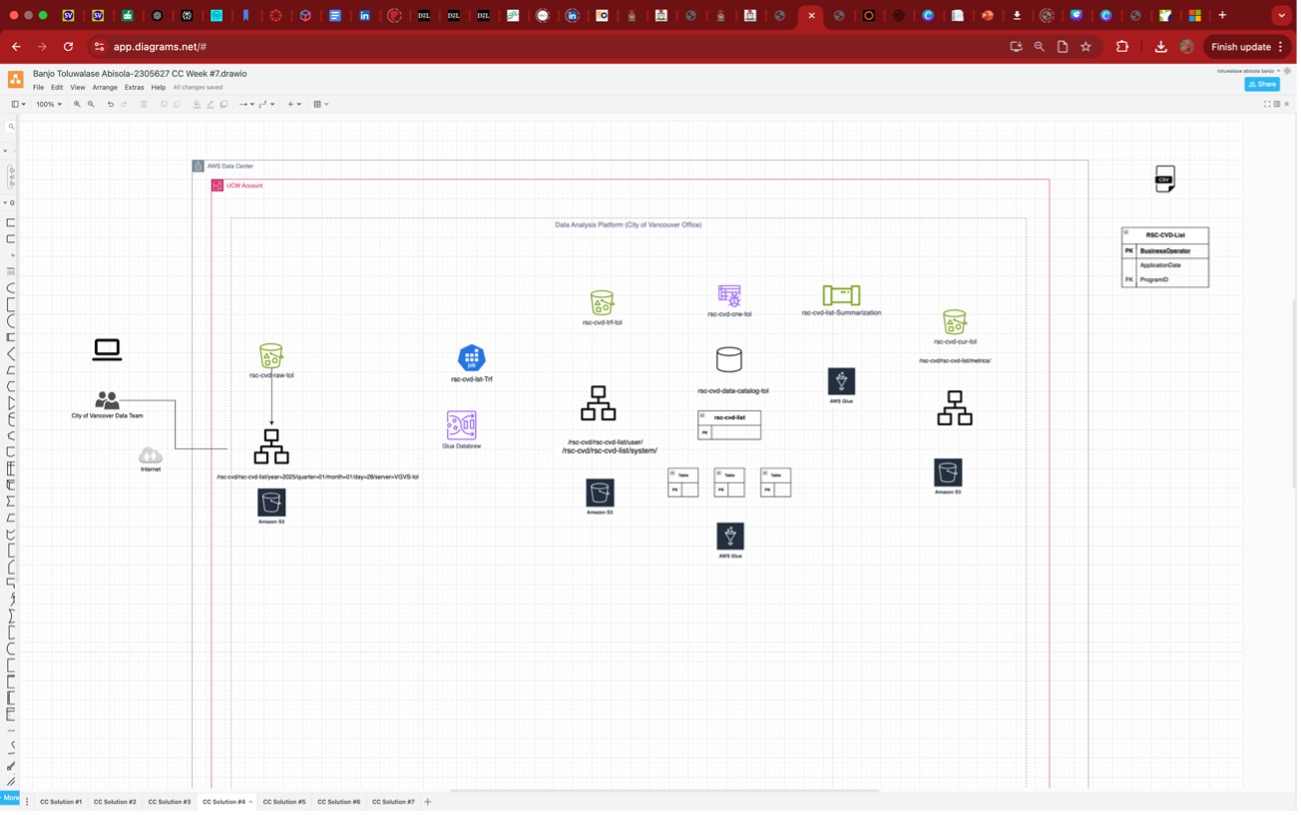 D2L D2L D2L
app.diagrams.net/#
Finish update
Banjo Toluwalase Abisola-2305627 CC Week #7.drawio
toluwalase abisola banjo
File Edit View Arrange Extras Help All changes saved
Share
100%
AWS Data Center
UCW Account
Data Analysis Platform (City of Vancouver Office)
CSV
RSC-CVD-List
PK BusinessOperator
ApplicationDate
FK ProgramID
rsc-cvd-trf-tol
rsc-cvd-crw-tol
rsc-cvd-list-Summarization
rsc-cvd-cur-tol
/rsc-cvd/rsc-cvd-list/metrics/
rsc-cvd-raw-tol
job
rsc-cvd-lst-Trf
rsc-cvd-data-catalog-tol
AWS Glue
City of Vancover Data Team
rsc-cvd-list
PK
Glue Databrew
/rsc-cvd/rsc-cvd-list/user/
/rsc-cvd/rsc-cvd-list/system/
Internet
/rsc-cvd/rsc-cvd-list/year=2025/quarter=01/month=01/day=28/server=VGVS-tol
Table Table Table
PK PK PK
Amazon S3
Amazon S3
Amazon S3
AWS Glue
More
CC Solution #1 CC Solution #2 CC Solution #3 CC Solution #4 CC Solution #5 CC Solution #6 CC Solution #7